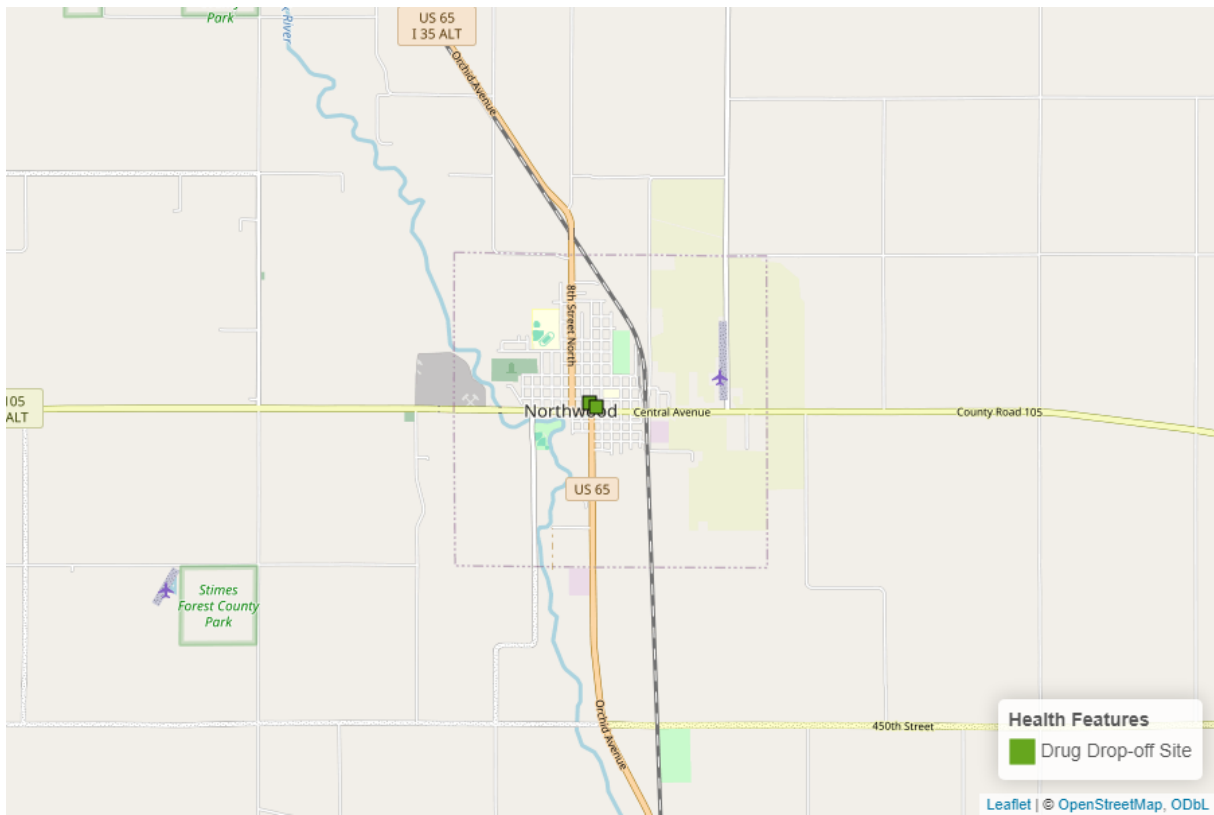 Park
River
US 65
I 35 ALT
Orchid Avenue
8th Street North
105
ALT
Northwood
Central Avenue
County Road 105
US 65
Stimes
Forest County
Park
Orchid Avenue
450th Street
Health Features
Drug Drop-off Site
Leaflet | © OpenStreetMap, ODbL